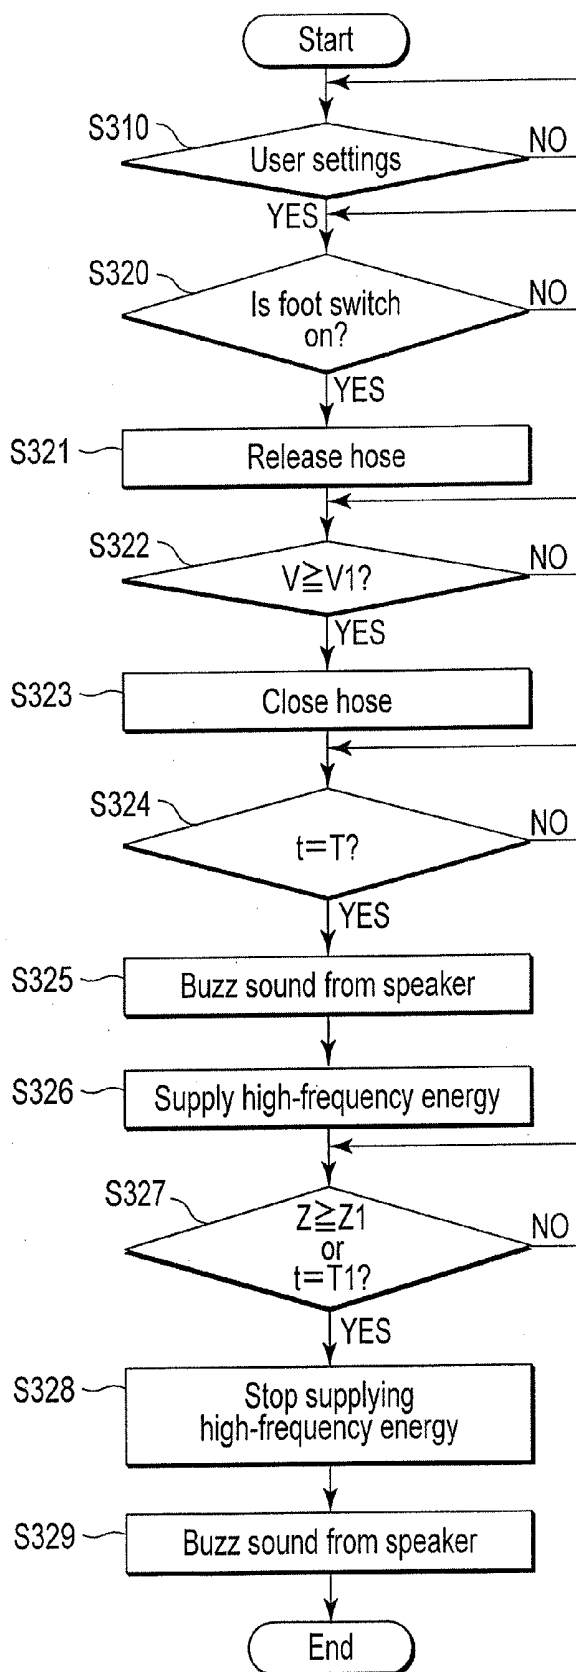 Start
S310
User settings
NO
YES
S320
Is foot switch
on?
NO
YES
S321
Release hose
S322
V≧V1?
NO
YES
S323
Close hose
S324
t=T?
NO
YES
S325
Buzz sound from speaker
S326
Supply high-frequency energy
S327
Z≧Z1
or
t=T1?
NO
YES
S328
Stop supplying
high-frequency energy
S329
Buzz sound from speaker
End